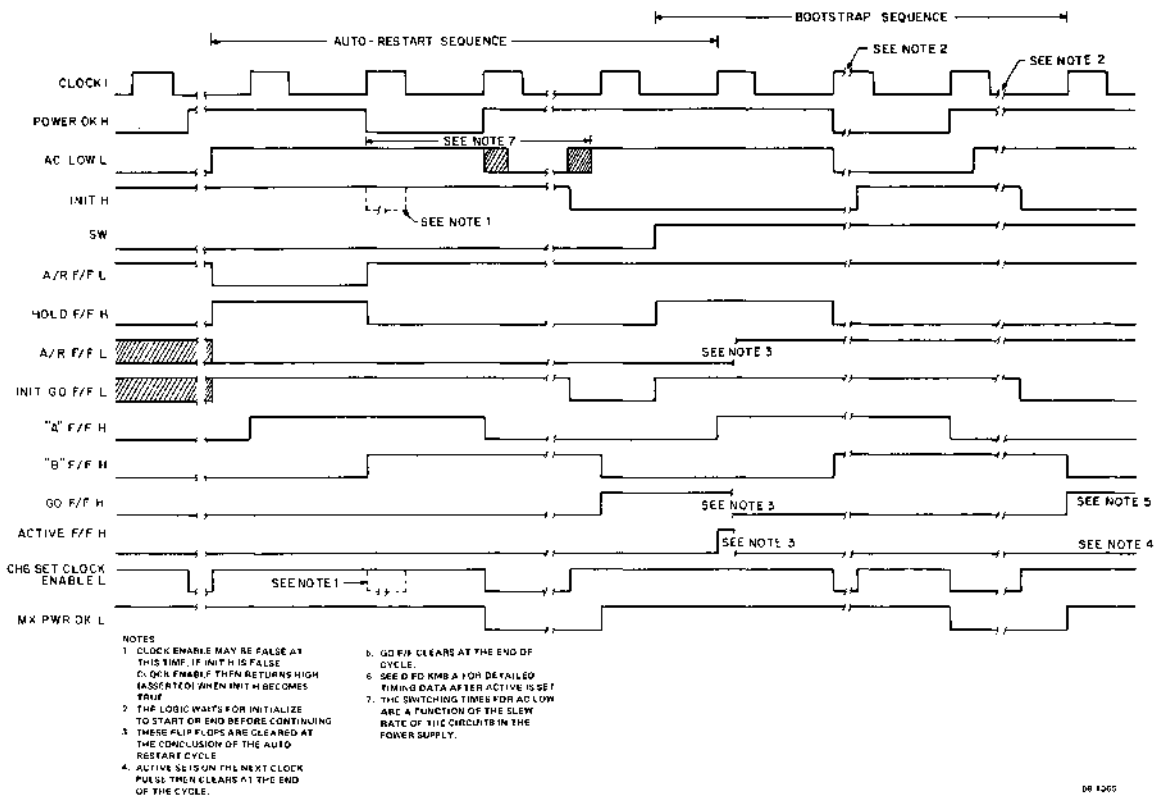 BOOTSTRAP SEQUENCE
AUTO-RESTART SEQUENCE
SEE NOTE 2
SEE NOTE 2
CLOCK I
POWER OK H
SEE NOTE 7
AC LOW L
INIT H
SEE NOTE 1
SW
A/R F/F L
HOLD F/F H
A/R F/F L
SEE NOTE 3
INIT GO F/F L
"A" F/F H
"B" F/F H
GO F/F H
SEE NOTE 3
SEE NOTE 5
ACTIVE F/F H
SEE NOTE 3
SEE NOTE 4
CH6 SET CLOCK
ENABLE L
SEE NOTE 1
MX PWR OK L
NOTES
1 CLOCK ENABLE MAY BE FALSE AT
THIS TIME, IF INIT H IS FALSE
CLOCK ENABLE THEN RETURNS HIGH
(ASSERTED) WHEN INIT H BECOMES
TRUE
2 THE LOGIC WAITS FOR INITIALIZE
TO START OR END BEFORE CONTINUING
3 THESE FLIP FLOPS ARE CLEARED AT
THE CONCLUSION OF THE AUTO
RESTART CYCLE
4. ACTIVE SETS ON THE NEXT CLOCK
PULSE THEN CLEARS AT THE END
OF THE CYCLE.
5. GO F/F CLEARS AT THE END OF
CYCLE.
6 SEE D FD KMB A FOR DETAILED
TIMING DATA AFTER ACTIVE IS SET
7. THE SWITCHING TIMES FOR AC LOW
ARE A FUNCTION OF THE SLEW
RATE OF THE CIRCUITS IN THE
POWER SUPPLY.